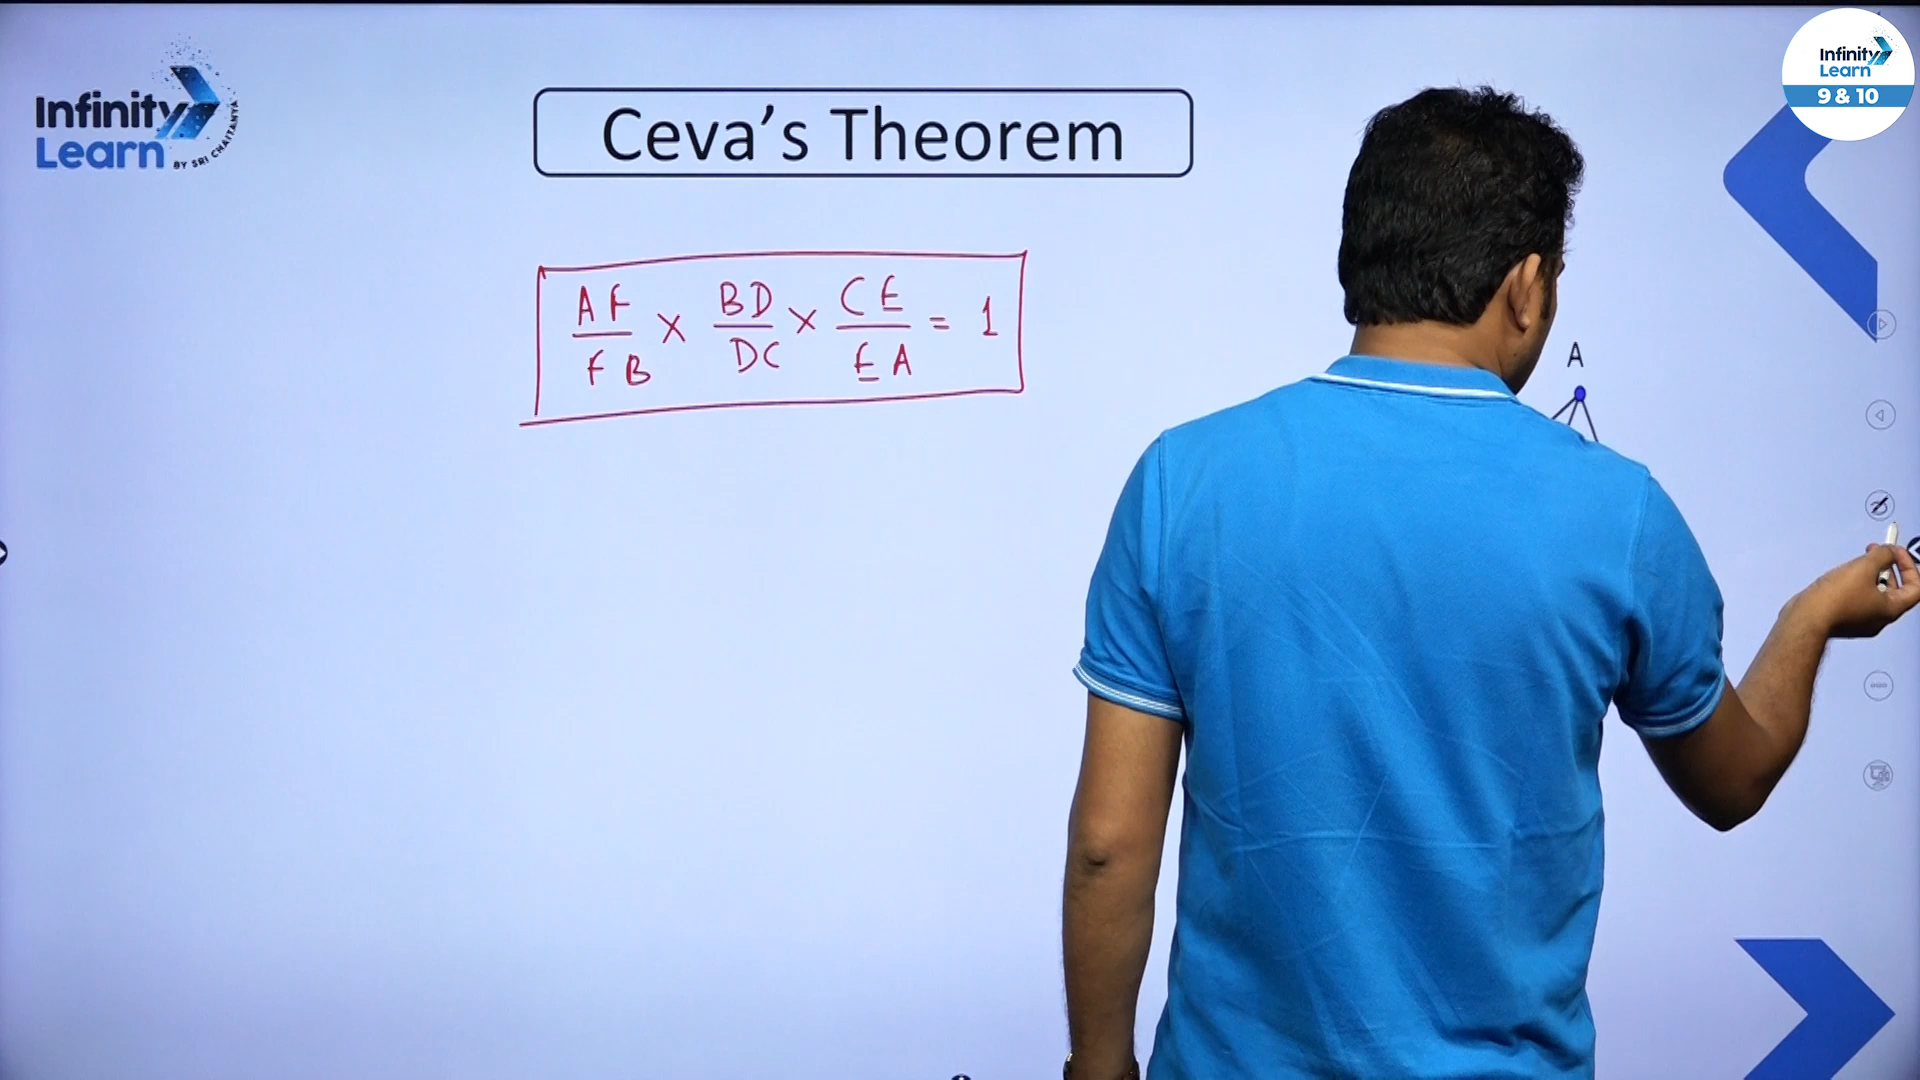 Infinity
Learn
BY SRI CHAITANYA
Ceva's Theorem
Infinity
Learn
9 & 10
AF/FB × BD/DC × CE/EA = 1
A